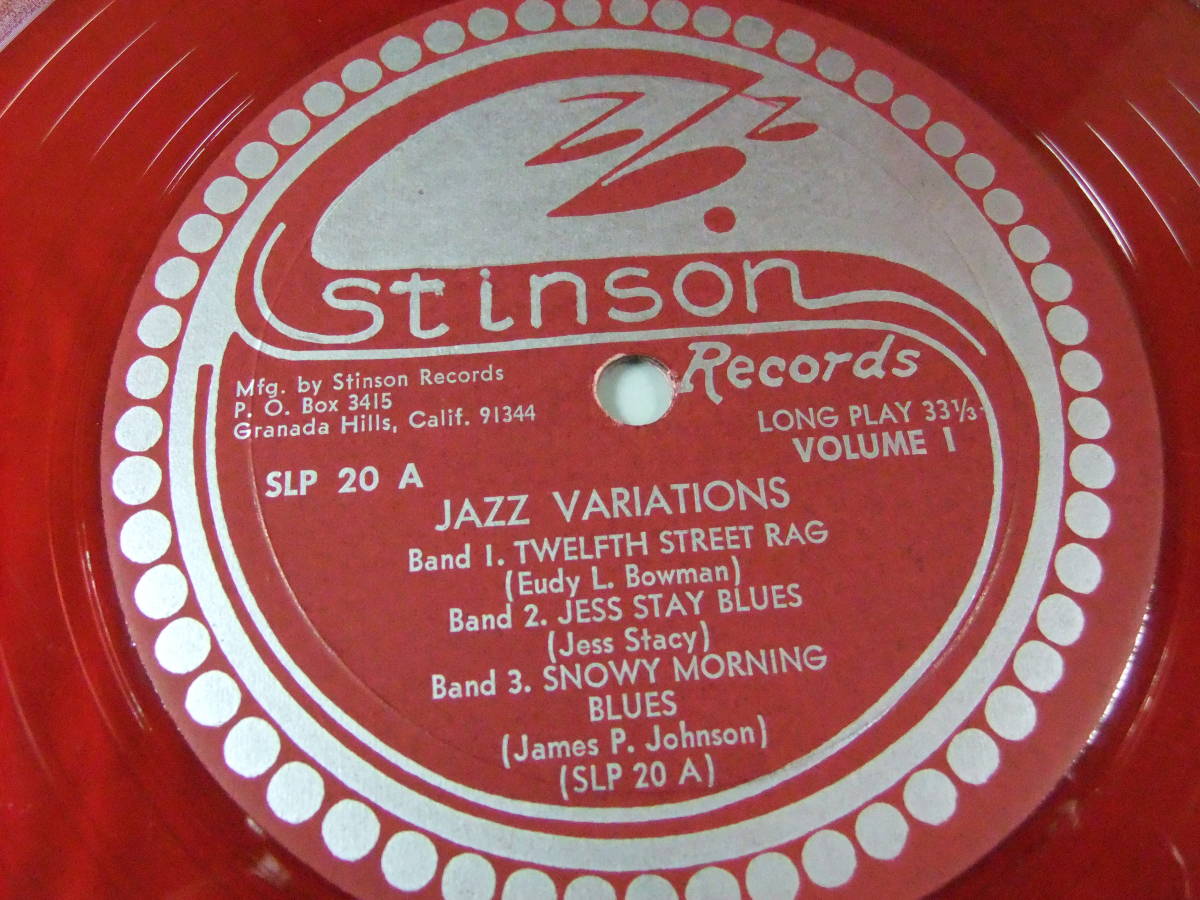 Stinson
Records
Mfg. by Stinson Records
P. O. Box 3415
Granada Hills, Calif. 91344
LONG PLAY 33 1/3
VOLUME I
SLP 20 A
JAZZ VARIATIONS
Band 1. TWELFTH STREET RAG
(Eudy L. Bowman)
Band 2. JESS STAY BLUES
(Jess Stacy)
Band 3. SNOWY MORNING
BLUES
(James P. Johnson)
(SLP 20 A)